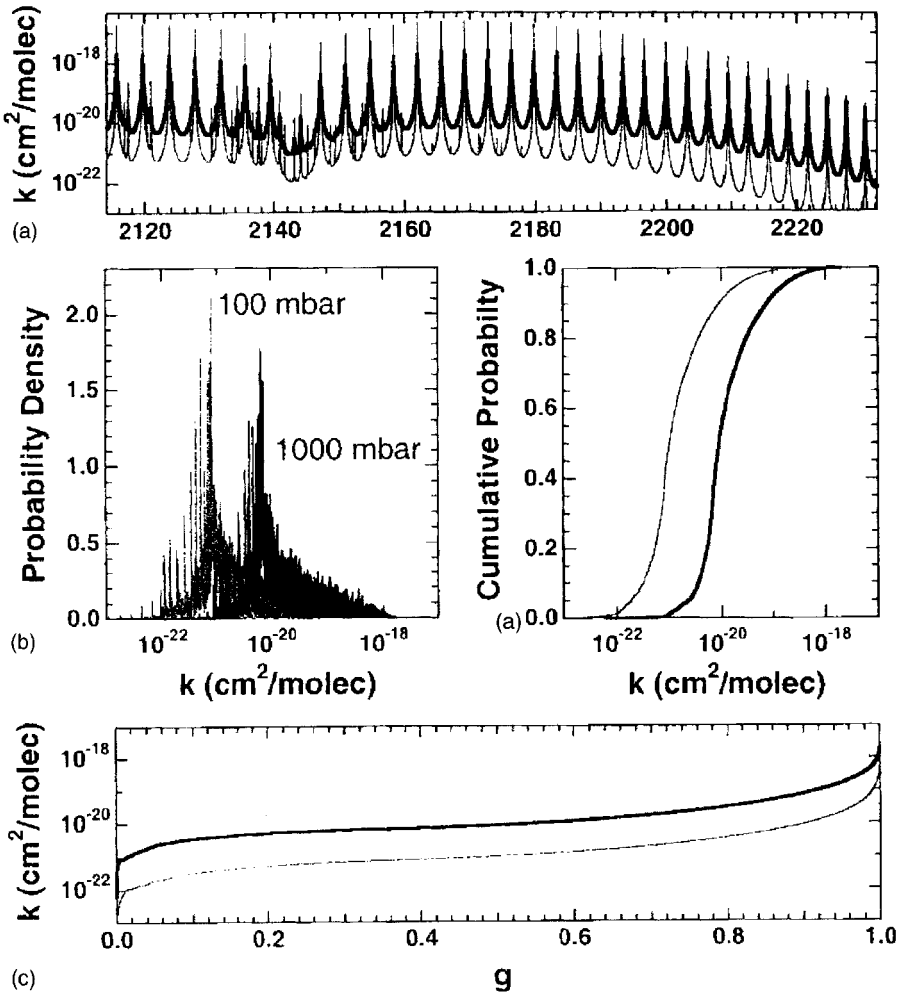 k (cm²/molec)
10⁻¹⁸
10⁻²⁰
10⁻²²
(a)
2120 2140 2160 2180 2200 2220
Probability Density
2.0
1.5
1.0
0.5
0.0
100 mbar
1000 mbar
(b)
10⁻²² 10⁻²⁰ 10⁻¹⁸
k (cm²/molec)
Cumulative Probabilty
1.0
0.8
0.6
0.4
0.2
0.0
(a)
10⁻²² 10⁻²⁰ 10⁻¹⁸
k (cm²/molec)
k (cm²/molec)
10⁻¹⁸
10⁻²⁰
10⁻²²
0.0 0.2 0.4 0.6 0.8 1.0
(c)
g